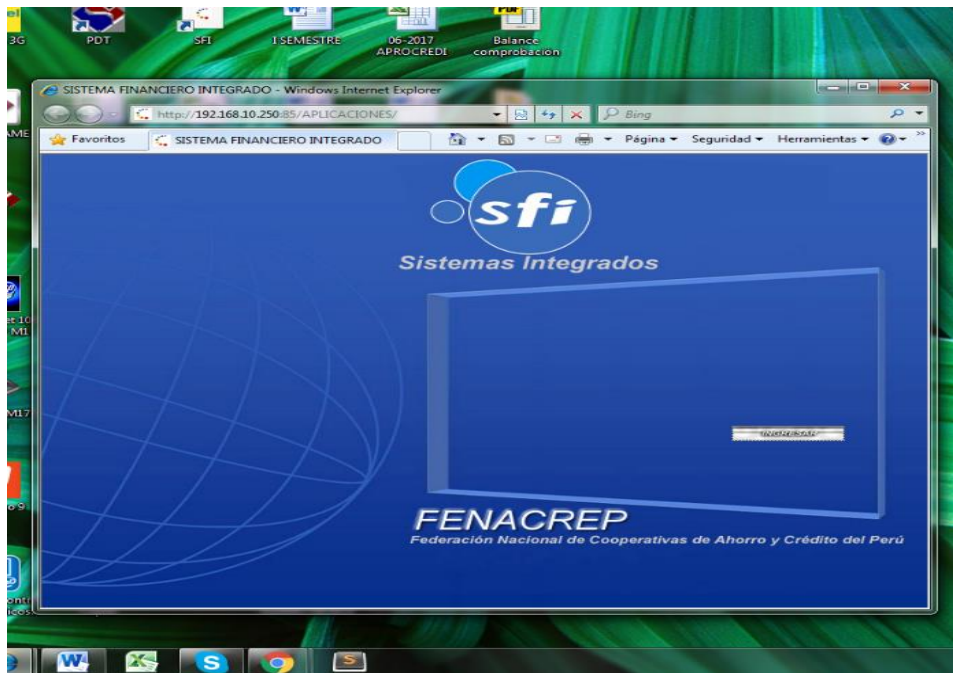 3G
PDT
SFI
I SEMESTRE
06-2017
APROCREDI
PDF
Balance
comprobación
SISTEMA FINANCIERO INTEGRADO - Windows Internet Explorer
http://192.168.10.250:85/APLICACIONES/
Bing
Favoritos
SISTEMA FINANCIERO INTEGRADO
Página
Seguridad
Herramientas
sfi
Sistemas Integrados
INGRESAR
FENACREP
Federación Nacional de Cooperativas de Ahorro y Crédito del Perú